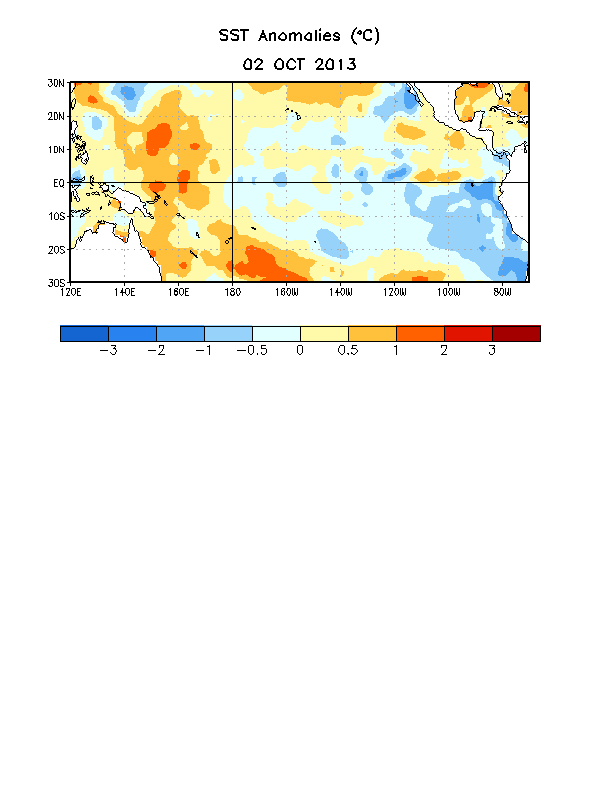 SST Anomalies (°C)
02 OCT 2013
30N
20N
10N
EQ
10S
20S
30S
120E 140E 160E 180 160W 140W 120W 100W 80W
−3 −2 −1 −0.5 0 0.5 1 2 3